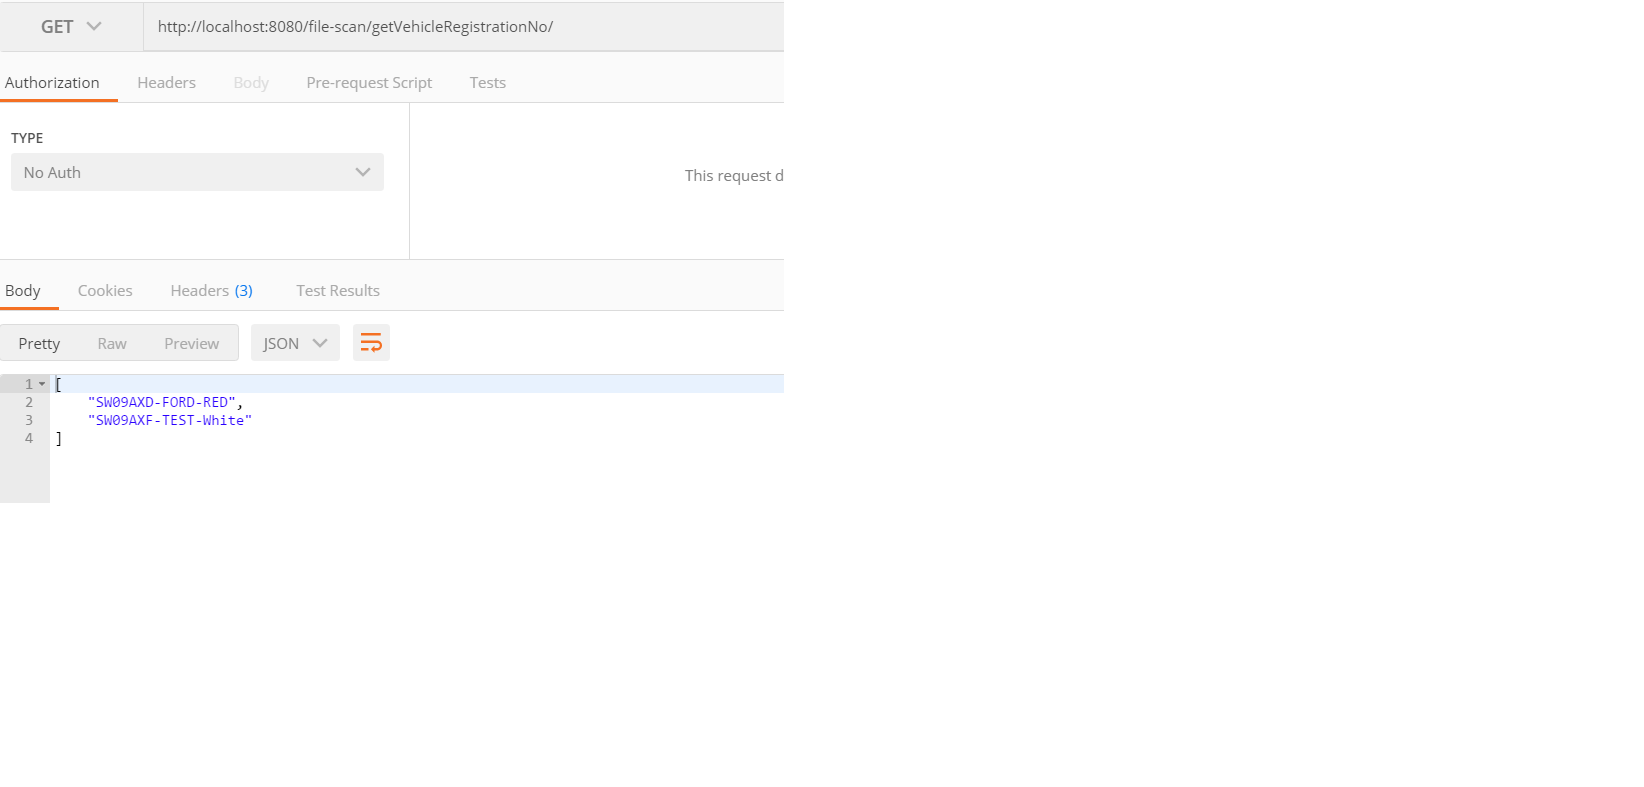 GET http://localhost:8080/file-scan/getVehicleRegistrationNo/
Authorization Headers Body Pre-request Script Tests
TYPE
No Auth
This request d
Body Cookies Headers (3) Test Results
Pretty Raw Preview JSON
1 [
2 "SW09AXD-FORD-RED",
3 "SW09AXF-TEST-White"
4 ]